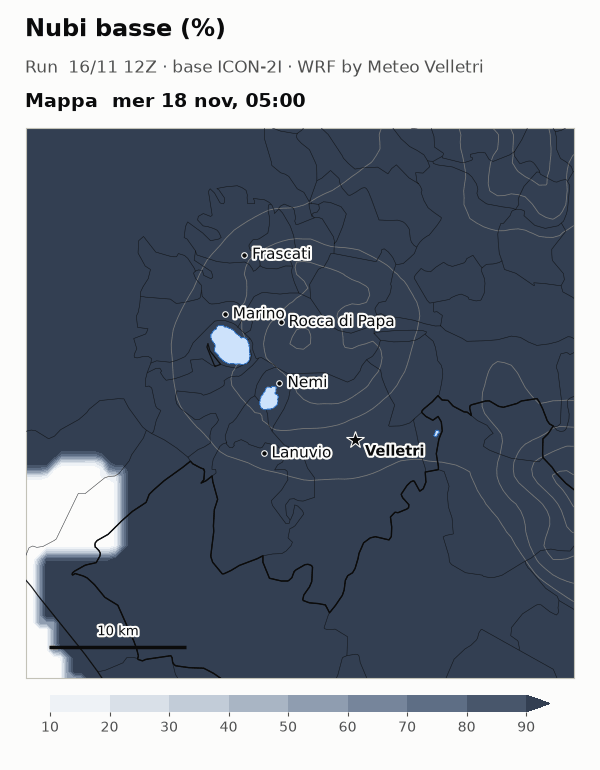 Nubi basse (%)
Run  16/11 12Z · base ICON-2I · WRF by Meteo Velletri
Mappa  mer 18 nov, 05:00
Frascati
Marino
Rocca di Papa
Nemi
Velletri
Lanuvio
10 km
10 20 30 40 50 60 70 80 90